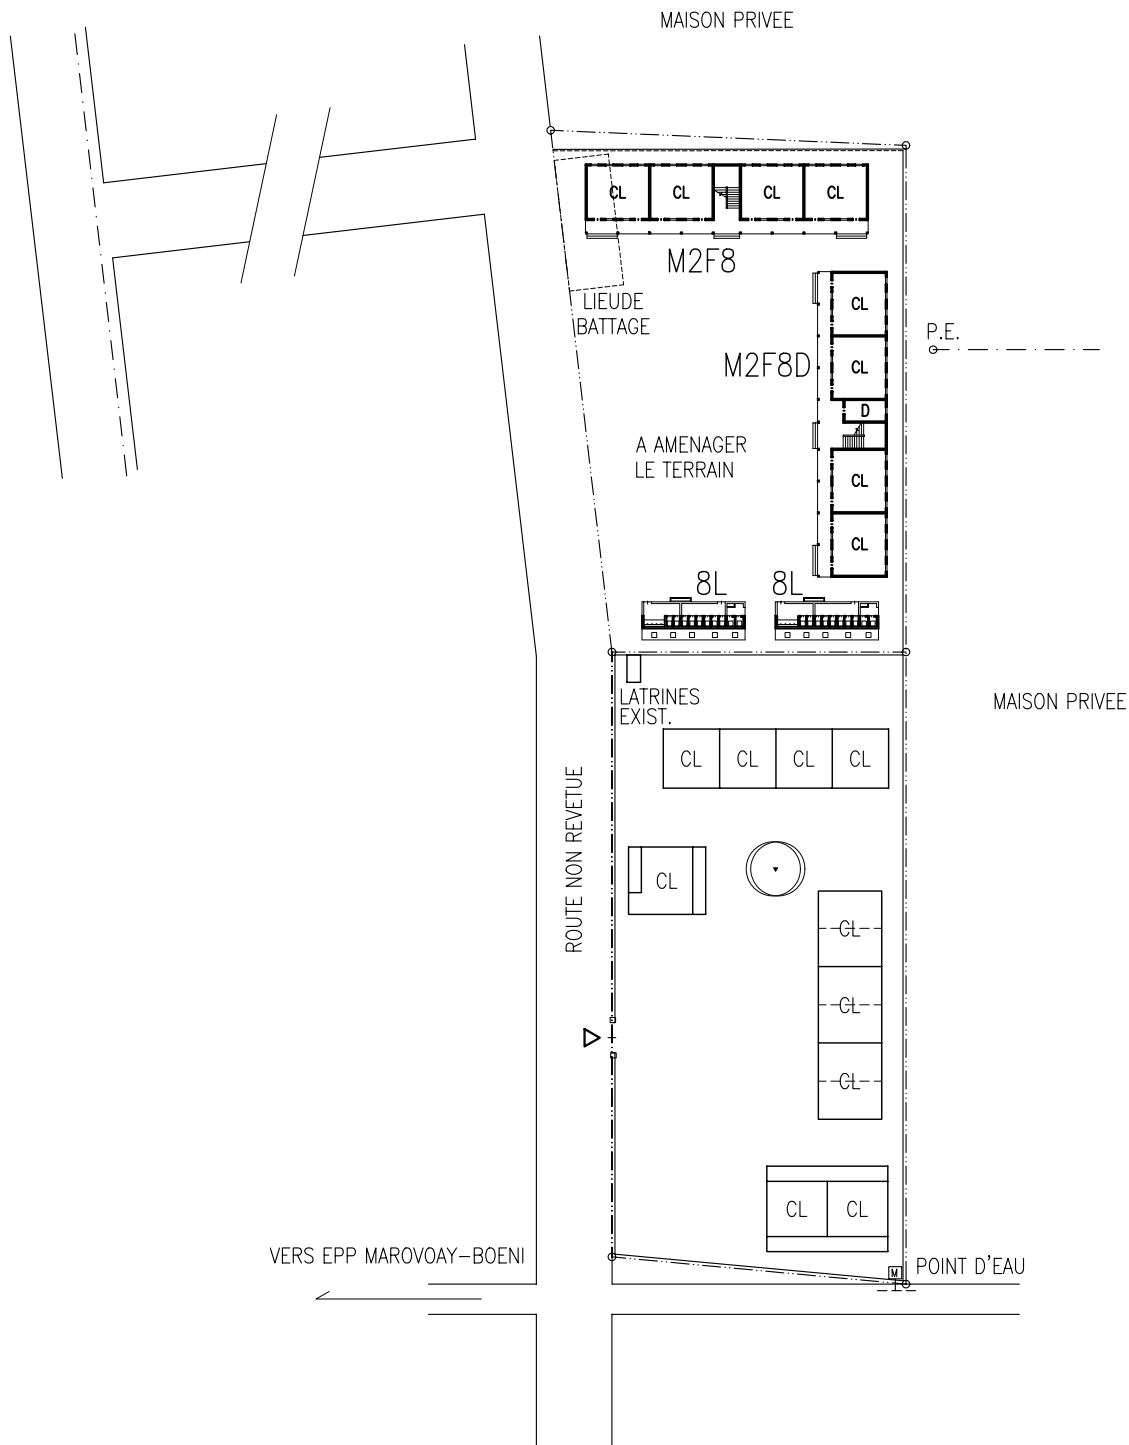 MAISON PRIVEE
CL
CL
CL
CL
M2F8
LIEUDE
BATTAGE
CL
P.E.
M2F8D
CL
D
A AMENAGER
LE TERRAIN
CL
CL
8L
8L
LATRINES
EXIST.
MAISON PRIVEE
CL
CL
CL
CL
ROUTE NON REVETUE
CL
CL
CL
CL
CL
CL
VERS EPP MAROVOAY-BOENI
M
POINT D'EAU